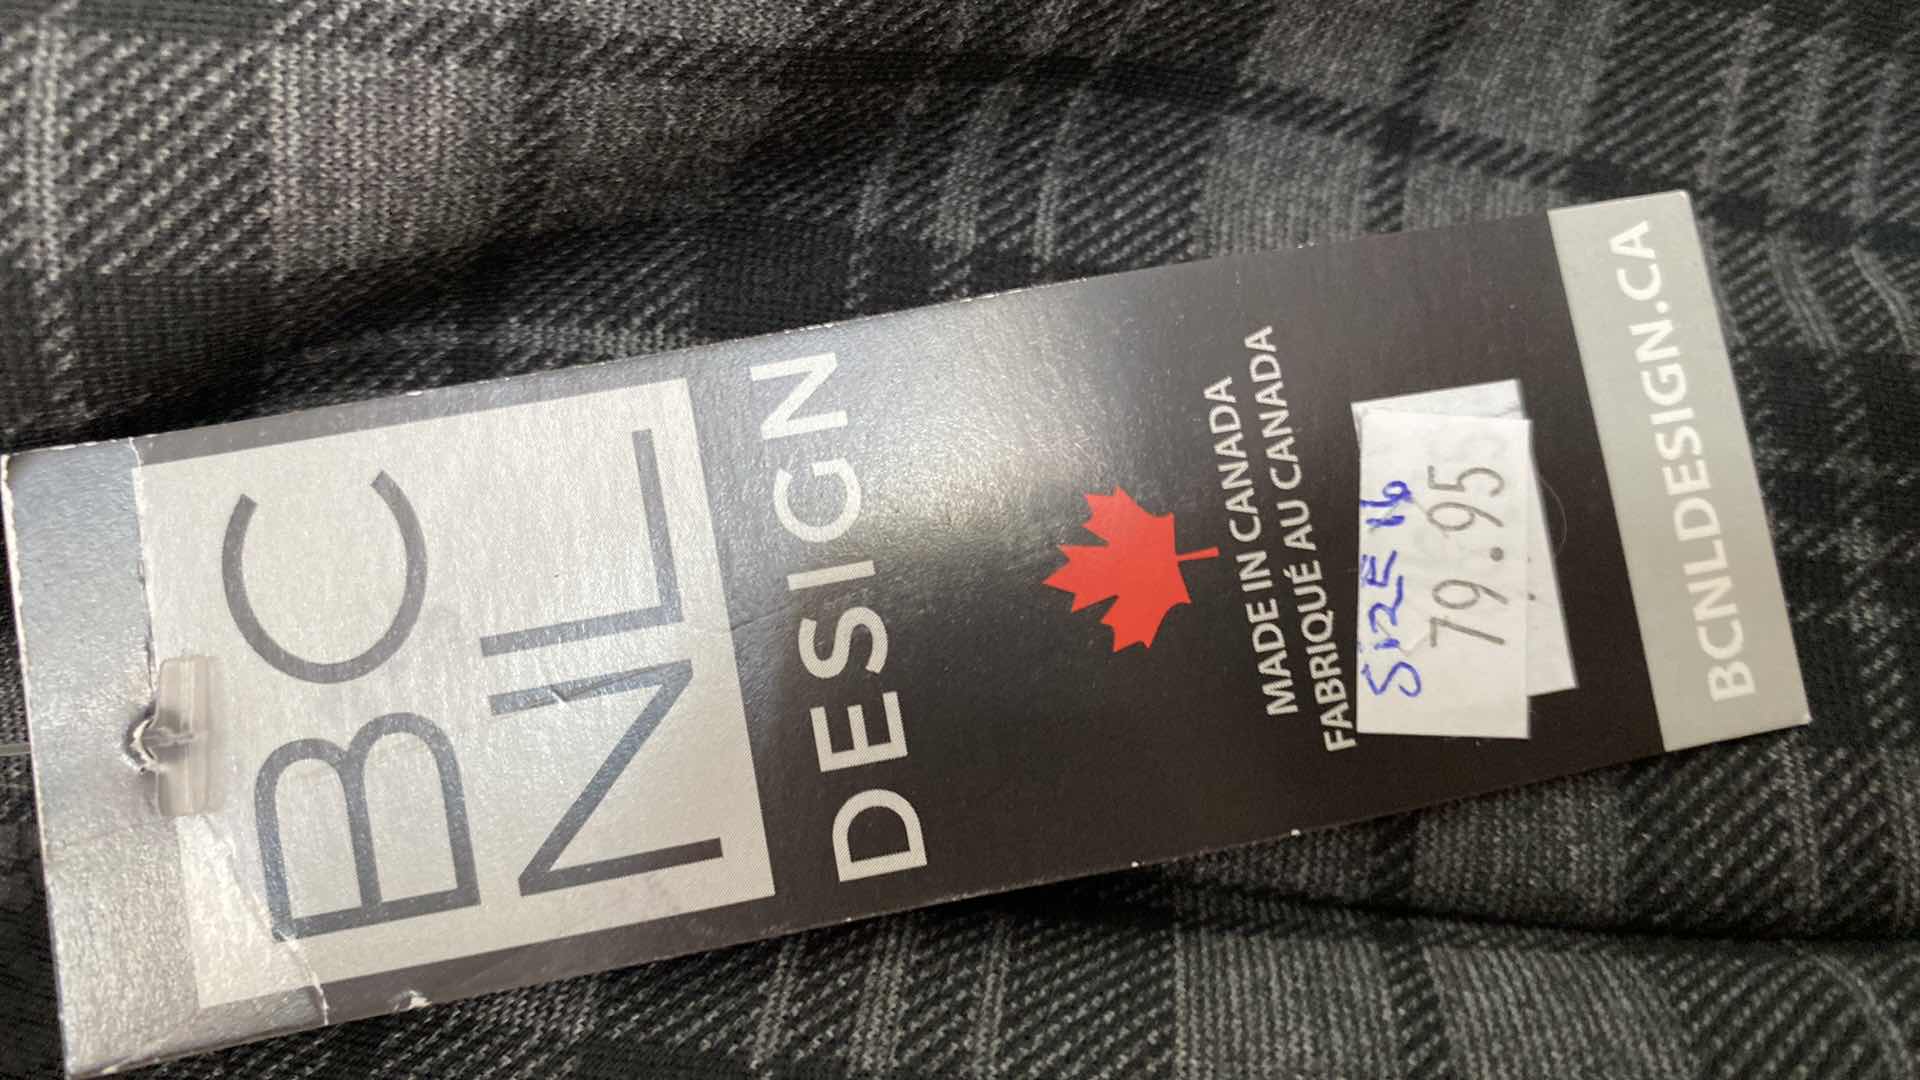 BC
NL
DESIGN
MADE IN CANADA
FABRIQUÉ AU CANADA
SIZE 16
79.95
BCNLDESIGN.CA